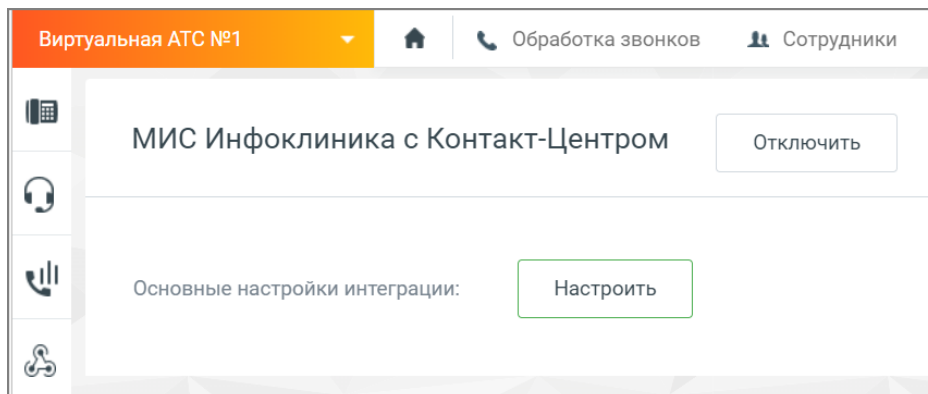 Виртуальная АТС №1 Обработка звонков Сотрудники
МИС Инфоклиника с Контакт-Центром Отключить
Основные настройки интеграции: Настроить